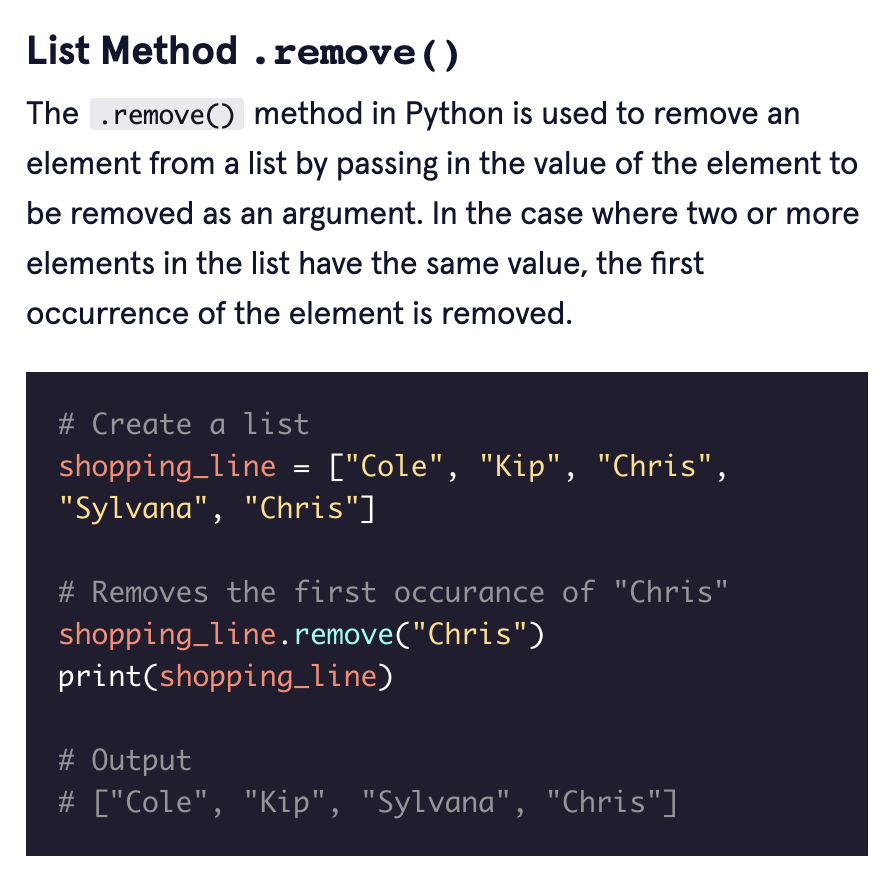 List Method .remove()
The .remove() method in Python is used to remove an
element from a list by passing in the value of the element to
be removed as an argument. In the case where two or more
elements in the list have the same value, the first
occurrence of the element is removed.
# Create a list
shopping_line = ["Cole", "Kip", "Chris",
"Sylvana", "Chris"]
# Removes the first occurance of "Chris"
shopping_line.remove("Chris")
print(shopping_line)
# Output
# ["Cole", "Kip", "Sylvana", "Chris"]